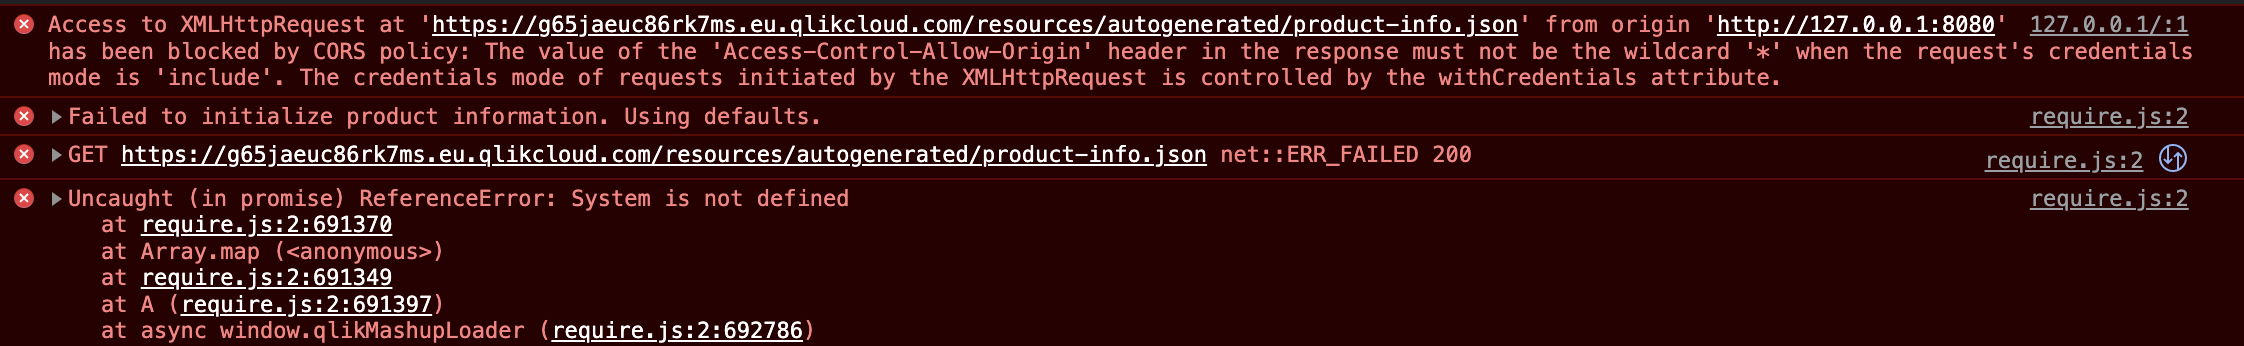 Access to XMLHttpRequest at 'https://g65jaeuc86rk7ms.eu.qlikcloud.com/resources/autogenerated/product-info.json' from origin 'http://127.0.0.1:8080' 127.0.0.1/:1
has been blocked by CORS policy: The value of the 'Access-Control-Allow-Origin' header in the response must not be the wildcard '*' when the request's credentials
mode is 'include'. The credentials mode of requests initiated by the XMLHttpRequest is controlled by the withCredentials attribute.
Failed to initialize product information. Using defaults. require.js:2
GET https://g65jaeuc86rk7ms.eu.qlikcloud.com/resources/autogenerated/product-info.json net::ERR_FAILED 200 require.js:2
Uncaught (in promise) ReferenceError: System is not defined require.js:2
at require.js:2:691370
at Array.map (<anonymous>)
at require.js:2:691349
at A (require.js:2:691397)
at async window.qlikMashupLoader (require.js:2:692786)